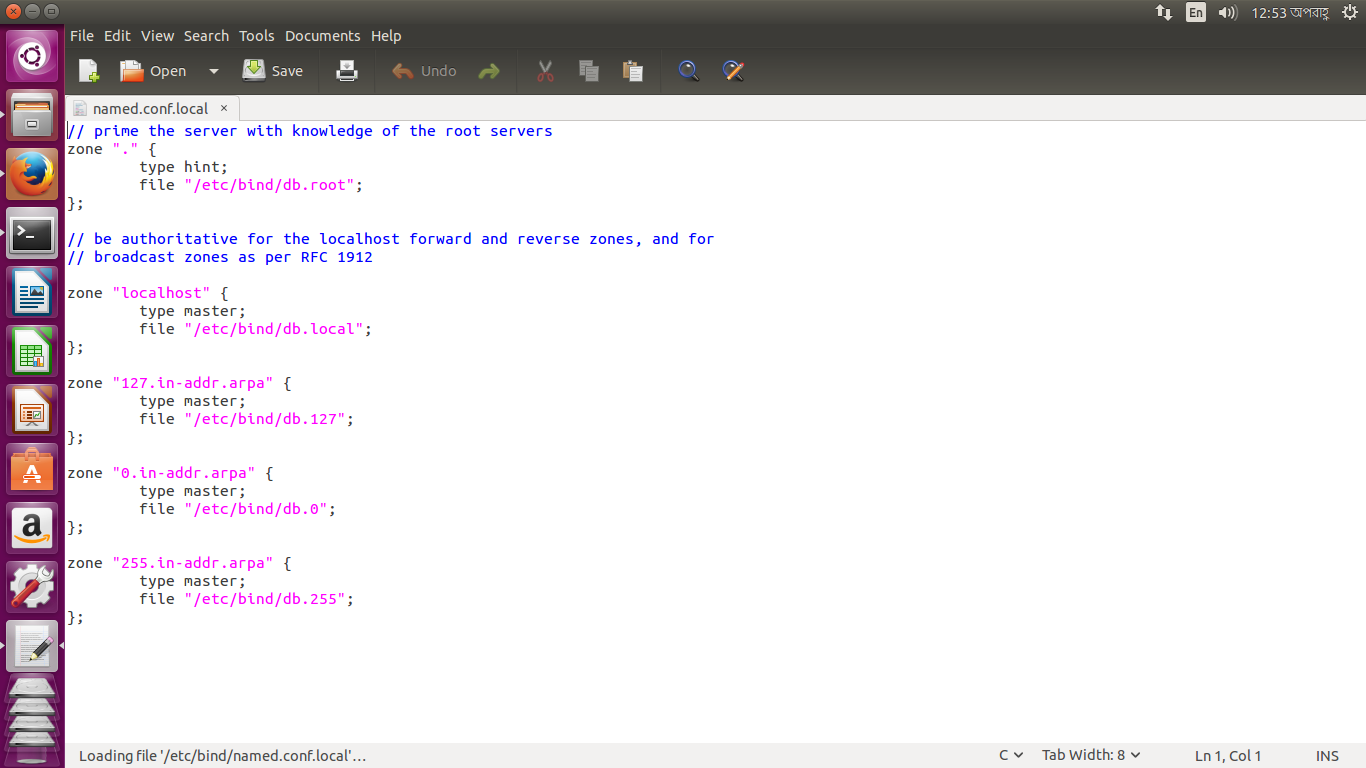 En 12:53 অপরাহ্ণ
File Edit View Search Tools Documents Help
Open Save Undo
named.conf.local
// prime the server with knowledge of the root servers
zone "." {
type hint;
file "/etc/bind/db.root";
};
// be authoritative for the localhost forward and reverse zones, and for
// broadcast zones as per RFC 1912
zone "localhost" {
type master;
file "/etc/bind/db.local";
};
zone "127.in-addr.arpa" {
type master;
file "/etc/bind/db.127";
};
zone "0.in-addr.arpa" {
type master;
file "/etc/bind/db.0";
};
zone "255.in-addr.arpa" {
type master;
file "/etc/bind/db.255";
};
Loading file '/etc/bind/named.conf.local'… C Tab Width: 8 Ln 1, Col 1 INS